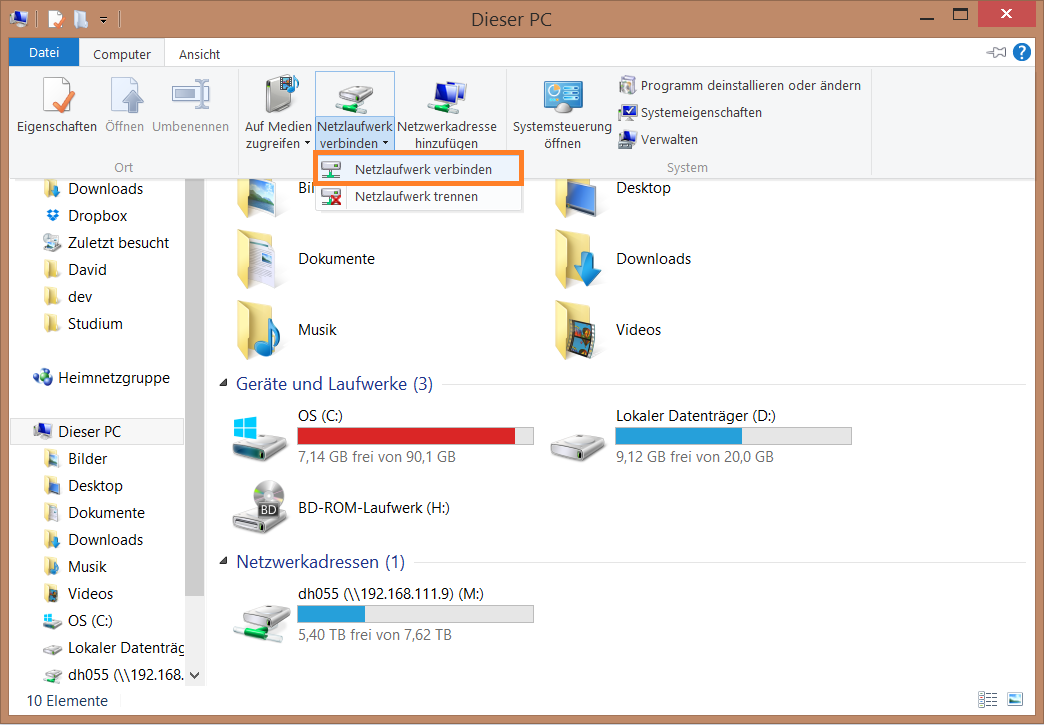 Dieser PC
Datei
Computer
Ansicht
Eigenschaften
Öffnen
Umbenennen
Ort
Auf Medien
zugreifen
Netzlaufwerk
verbinden
Netzwerkadresse
hinzufügen
Systemsteuerung
öffnen
Programm deinstallieren oder ändern
Systemeigenschaften
Verwalten
System
Netzlaufwerk verbinden
Netzlaufwerk trennen
Downloads
Dropbox
Zuletzt besucht
David
dev
Studium
Heimnetzgruppe
Dieser PC
Bilder
Desktop
Dokumente
Downloads
Musik
Videos
OS (C:)
Lokaler Datenträg
dh055 (\\192.168.
Desktop
Dokumente
Downloads
Musik
Videos
Geräte und Laufwerke (3)
OS (C:)
7,14 GB frei von 90,1 GB
Lokaler Datenträger (D:)
9,12 GB frei von 20,0 GB
BD
BD-ROM-Laufwerk (H:)
Netzwerkadressen (1)
dh055 (\\192.168.111.9) (M:)
5,40 TB frei von 7,62 TB
10 Elemente